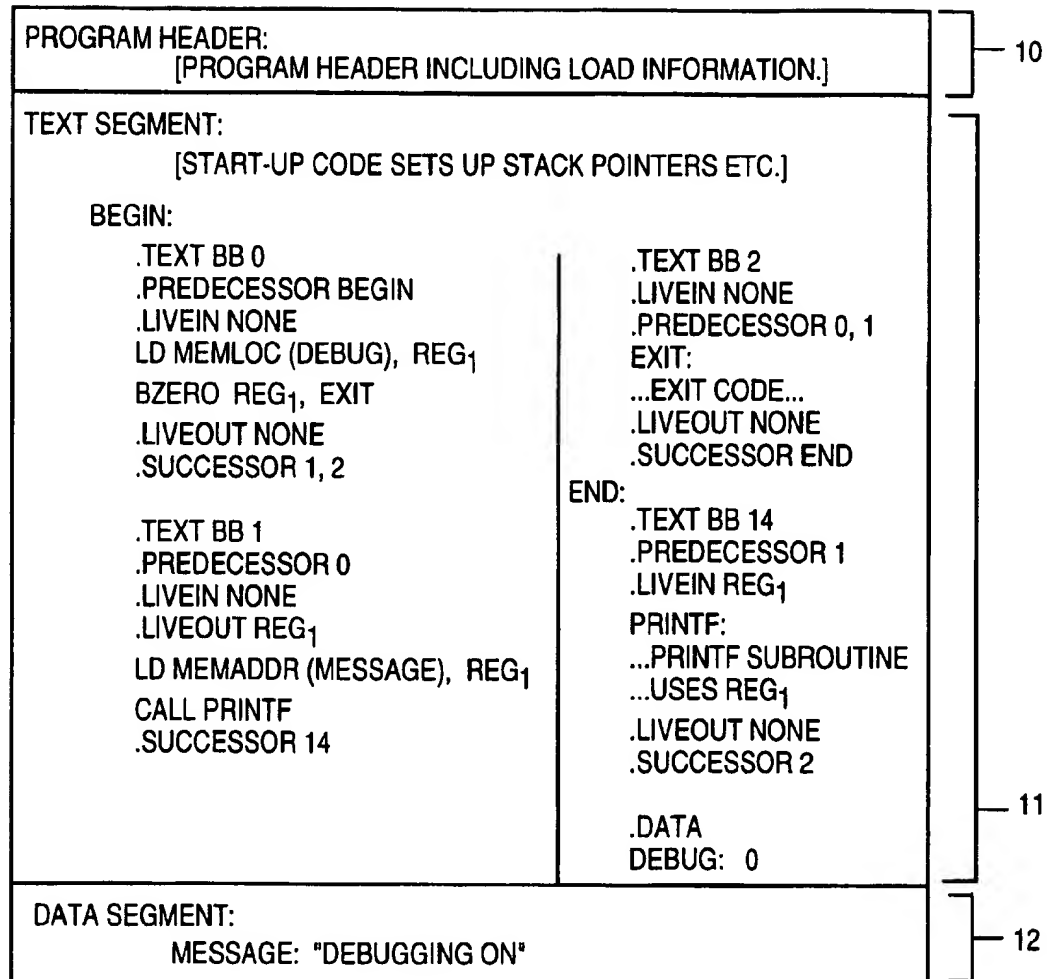 PROGRAM HEADER:
[PROGRAM HEADER INCLUDING LOAD INFORMATION.]
10
TEXT SEGMENT:
[START-UP CODE SETS UP STACK POINTERS ETC.]
BEGIN:
.TEXT BB 0
.PREDECESSOR BEGIN
.LIVEIN NONE
LD MEMLOC (DEBUG), REG₁
BZERO REG₁, EXIT
.LIVEOUT NONE
.SUCCESSOR 1, 2
.TEXT BB 1
.PREDECESSOR 0
.LIVEIN NONE
.LIVEOUT REG₁
LD MEMADDR (MESSAGE), REG₁
CALL PRINTF
.SUCCESSOR 14
.TEXT BB 2
.LIVEIN NONE
.PREDECESSOR 0, 1
EXIT:
...EXIT CODE...
.LIVEOUT NONE
.SUCCESSOR END
END:
.TEXT BB 14
.PREDECESSOR 1
.LIVEIN REG₁
PRINTF:
...PRINTF SUBROUTINE
...USES REG₁
.LIVEOUT NONE
.SUCCESSOR 2
.DATA
DEBUG: 0
11
DATA SEGMENT:
MESSAGE: "DEBUGGING ON"
12